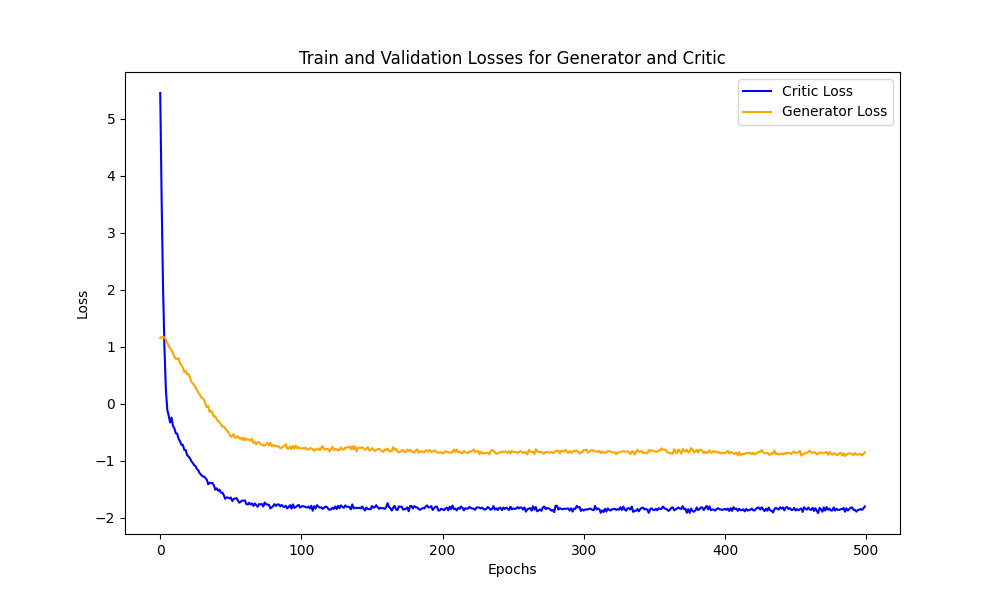 Train and Validation Losses for Generator and Critic
Critic Loss
Generator Loss
5
4
3
2
1
0
−1
−2
Loss
0
100
200
300
400
500
Epochs